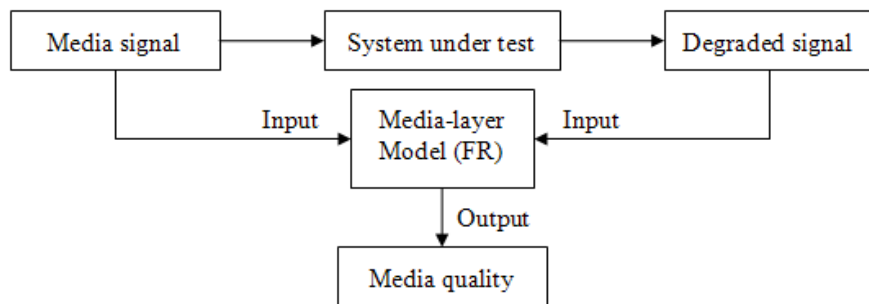 Media signal
System under test
Degraded signal
Input
Media-layer
Model (FR)
Input
Output
Media quality